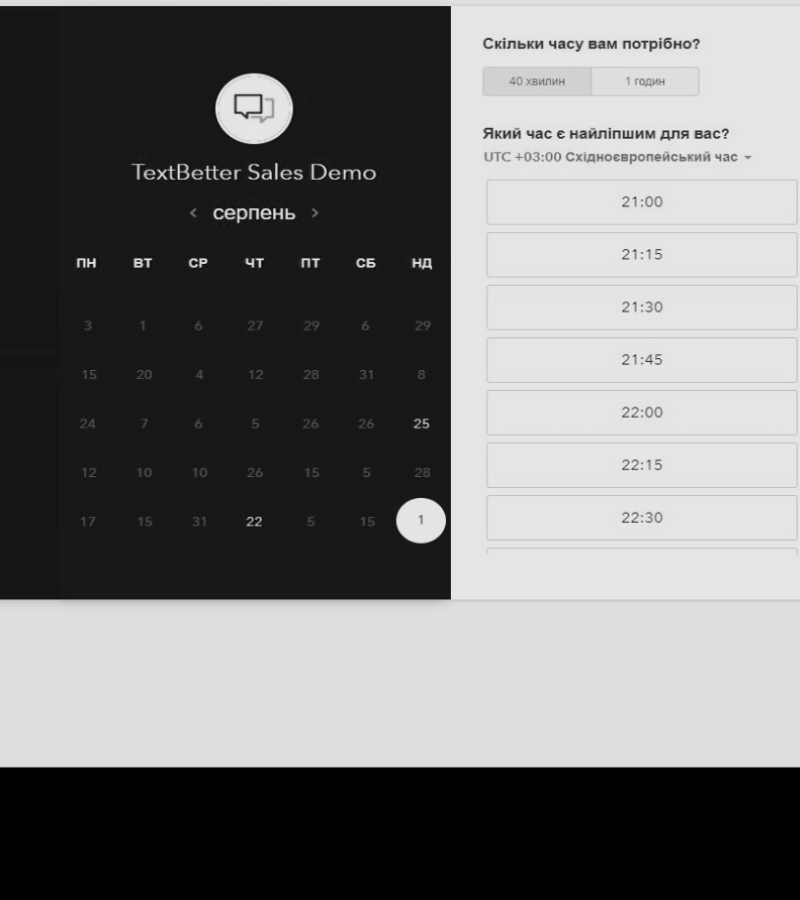 TextBetter Sales Demo
‹ серпень ›
ПН ВТ СР ЧТ ПТ СБ НД
3 1 6 27 29 6 29
15 20 4 12 28 31 8
24 7 6 5 26 26 25
12 10 10 26 15 5 28
17 15 31 22 5 15 1
Скільки часу вам потрібно?
40 хвилин 1 годин
Який час є найліпшим для вас?
UTC +03:00 Східноєвропейський час
21:00
21:15
21:30
21:45
22:00
22:15
22:30